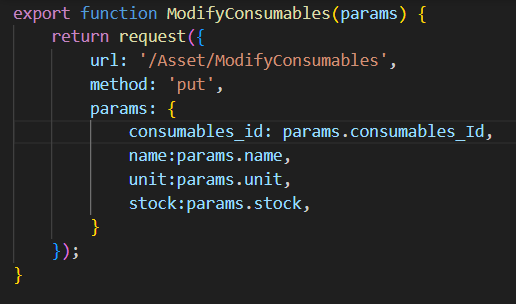 export function ModifyConsumables(params) {
    return request({
        url: '/Asset/ModifyConsumables',
        method: 'put',
        params: {
            consumables_id: params.consumables_Id,
            name:params.name,
            unit:params.unit,
            stock:params.stock,
        }
    });
}